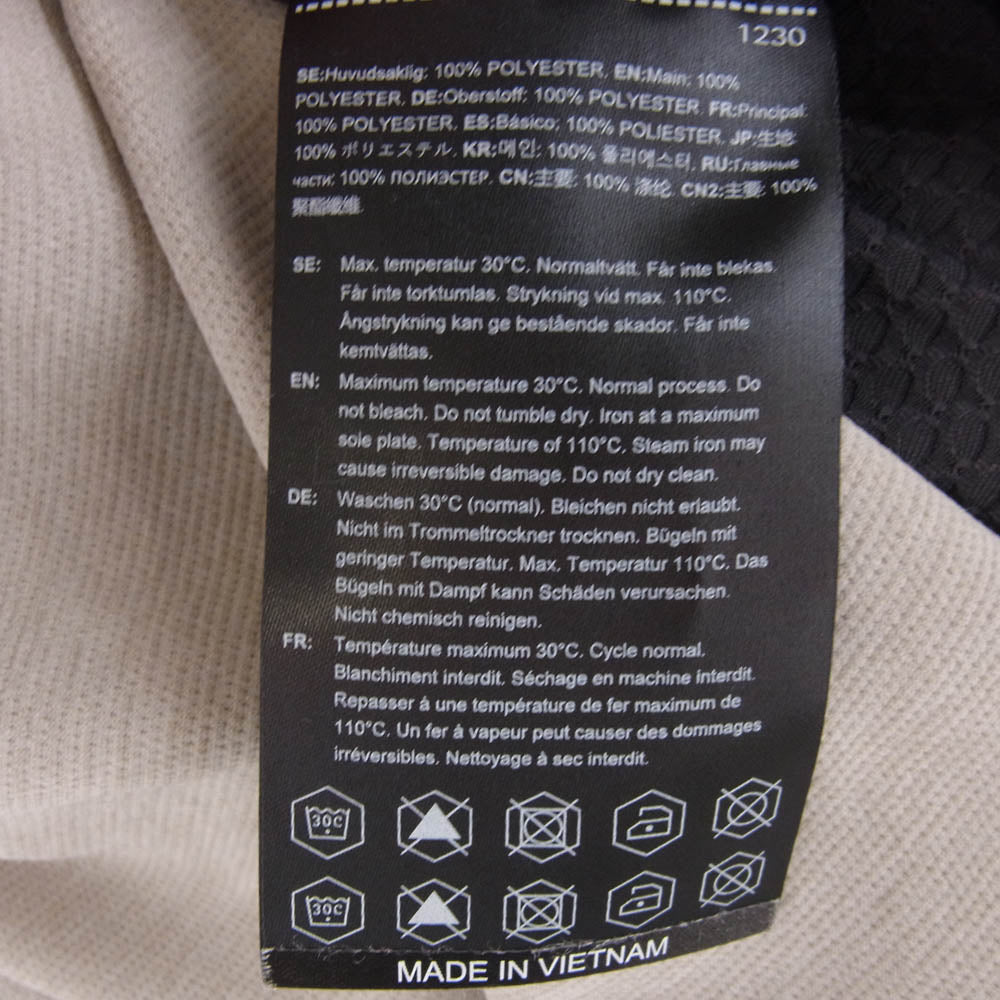 1230
SE:Huvudsaklig: 100% POLYESTER, EN:Main: 100%
POLYESTER, DE:Oberstoff: 100% POLYESTER, FR:Principal:
100% POLYESTER, ES:Básico: 100% POLIESTER, JP:生地:
100% ポリエステル, KR:메인: 100% 폴리에스터, RU:Главные
части: 100% ПОЛИЭСТЕР, CN:主要: 100% 涤纶, CN2:主要: 100%
聚酯纖維
SE: Max. temperatur 30°C. Normaltvätt. Får inte blekas.
Får inte torktumlas. Strykning vid max. 110°C.
Ångstrykning kan ge bestående skador. Får inte
kemtvättas.
EN: Maximum temperature 30°C. Normal process. Do
not bleach. Do not tumble dry. Iron at a maximum
sole plate. Temperature of 110°C. Steam iron may
cause irreversible damage. Do not dry clean.
DE: Waschen 30°C (normal). Bleichen nicht erlaubt.
Nicht im Trommeltrockner trocknen. Bügeln mit
geringer Temperatur. Max. Temperatur 110°C. Das
Bügeln mit Dampf kann Schäden verursachen.
Nicht chemisch reinigen.
FR: Température maximum 30°C. Cycle normal.
Blanchiment interdit. Séchage en machine interdit.
Repasser à une température de fer maximum de
110°C. Un fer à vapeur peut causer des dommages
irréversibles. Nettoyage à sec interdit.
30C
30C
MADE IN VIETNAM